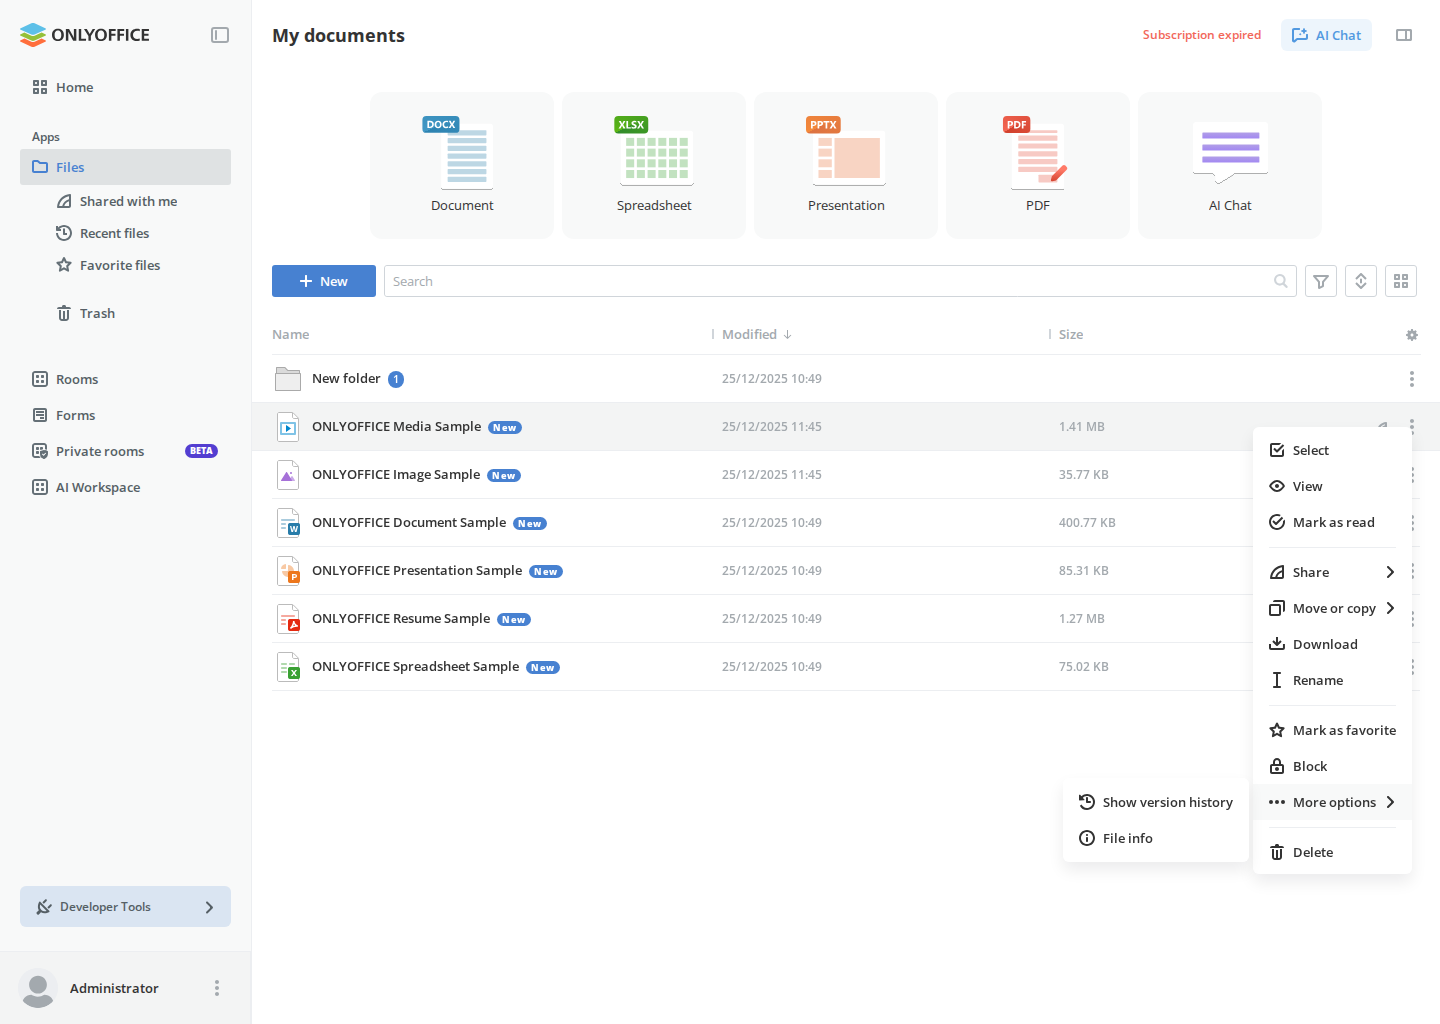 ONLYOFFICE
Home
Apps
Files
Shared with me
Recent files
Favorite files
Trash
Rooms
Forms
Private rooms BETA
AI Workspace
Developer Tools
Administrator
My documents
Subscription expired
AI Chat
DOCX
Document
XLSX
Spreadsheet
PPTX
Presentation
PDF
PDF
AI Chat
New
Search
Name Modified Size
New folder 1 25/12/2025 10:49
ONLYOFFICE Media Sample New 25/12/2025 11:45 1.41 MB
ONLYOFFICE Image Sample New 25/12/2025 11:45 35.77 KB
W
ONLYOFFICE Document Sample New 25/12/2025 10:49 400.77 KB
P
ONLYOFFICE Presentation Sample New 25/12/2025 10:49 85.31 KB
ONLYOFFICE Resume Sample New 25/12/2025 10:49 1.27 MB
X
ONLYOFFICE Spreadsheet Sample New 25/12/2025 10:49 75.02 KB
Select
View
Mark as read
Share
Move or copy
Download
Rename
Mark as favorite
Block
More options
Delete
Show version history
File info